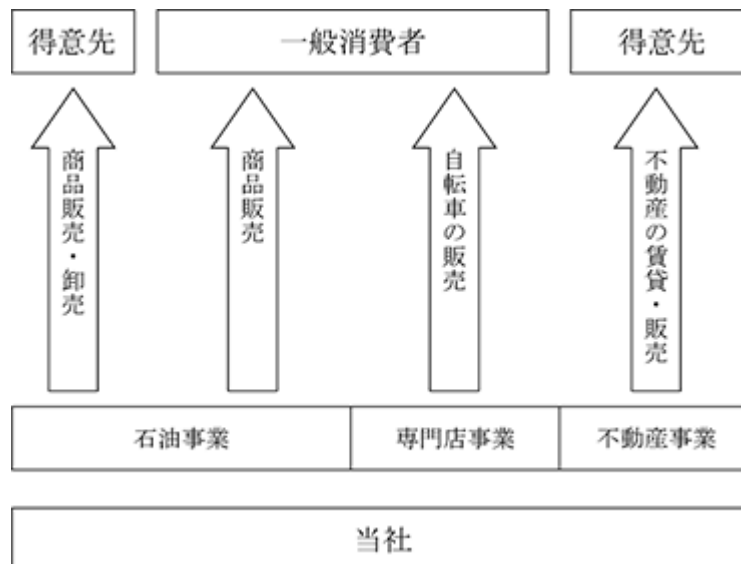 得意先
一般消費者
得意先
商品販売・卸売
商品販売
自転車の販売
不動産の賃貸・販売
石油事業
専門店事業
不動産事業
当社